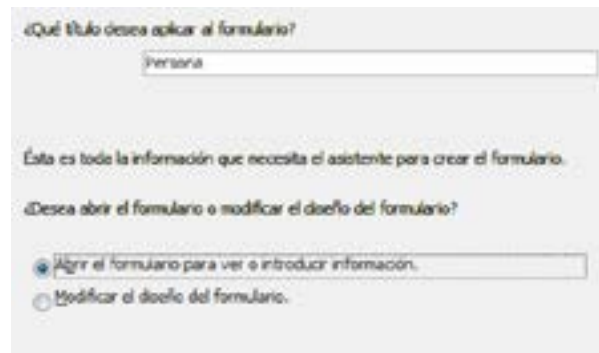 ¿Qué título desea aplicar al formulario?
Persona
Ésta es toda la información que necesita el asistente para crear el formulario.
¿Desea abrir el formulario o modificar el diseño del formulario?
Abrir el formulario para ver o introducir información.
Modificar el diseño del formulario.